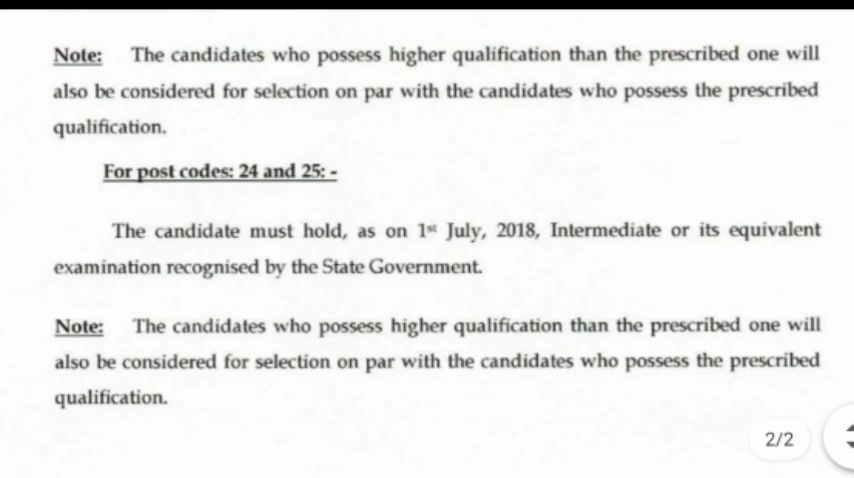 Note: The candidates who possess higher qualification than the prescribed one will
also be considered for selection on par with the candidates who possess the prescribed
qualification.
For post codes: 24 and 25: -
The candidate must hold, as on 1st July, 2018, Intermediate or its equivalent
examination recognised by the State Government.
Note: The candidates who possess higher qualification than the prescribed one will
also be considered for selection on par with the candidates who possess the prescribed
qualification.
2/2